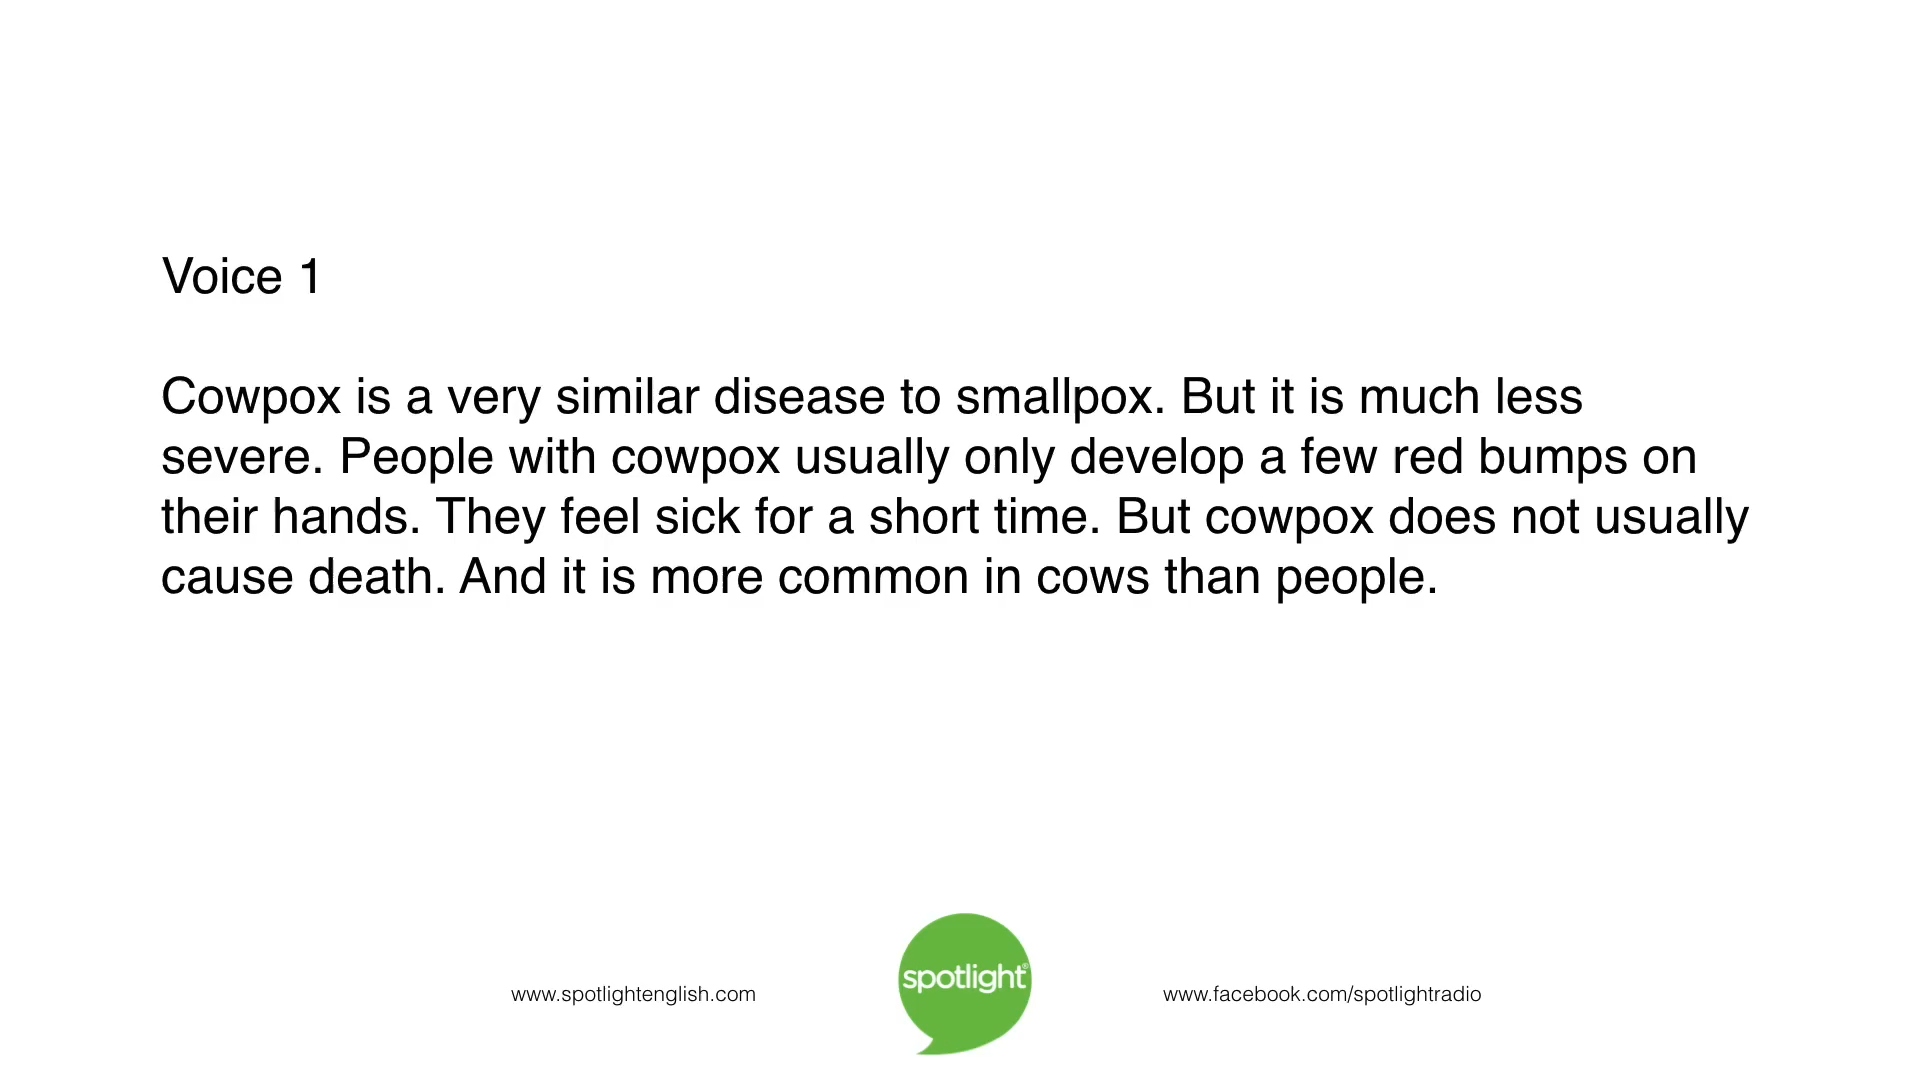 Voice 1
Cowpox is a very similar disease to smallpox. But it is much less
severe. People with cowpox usually only develop a few red bumps on
their hands. They feel sick for a short time. But cowpox does not usually
cause death. And it is more common in cows than people.
www.spotlightenglish.com
spotlight®
www.facebook.com/spotlightradio